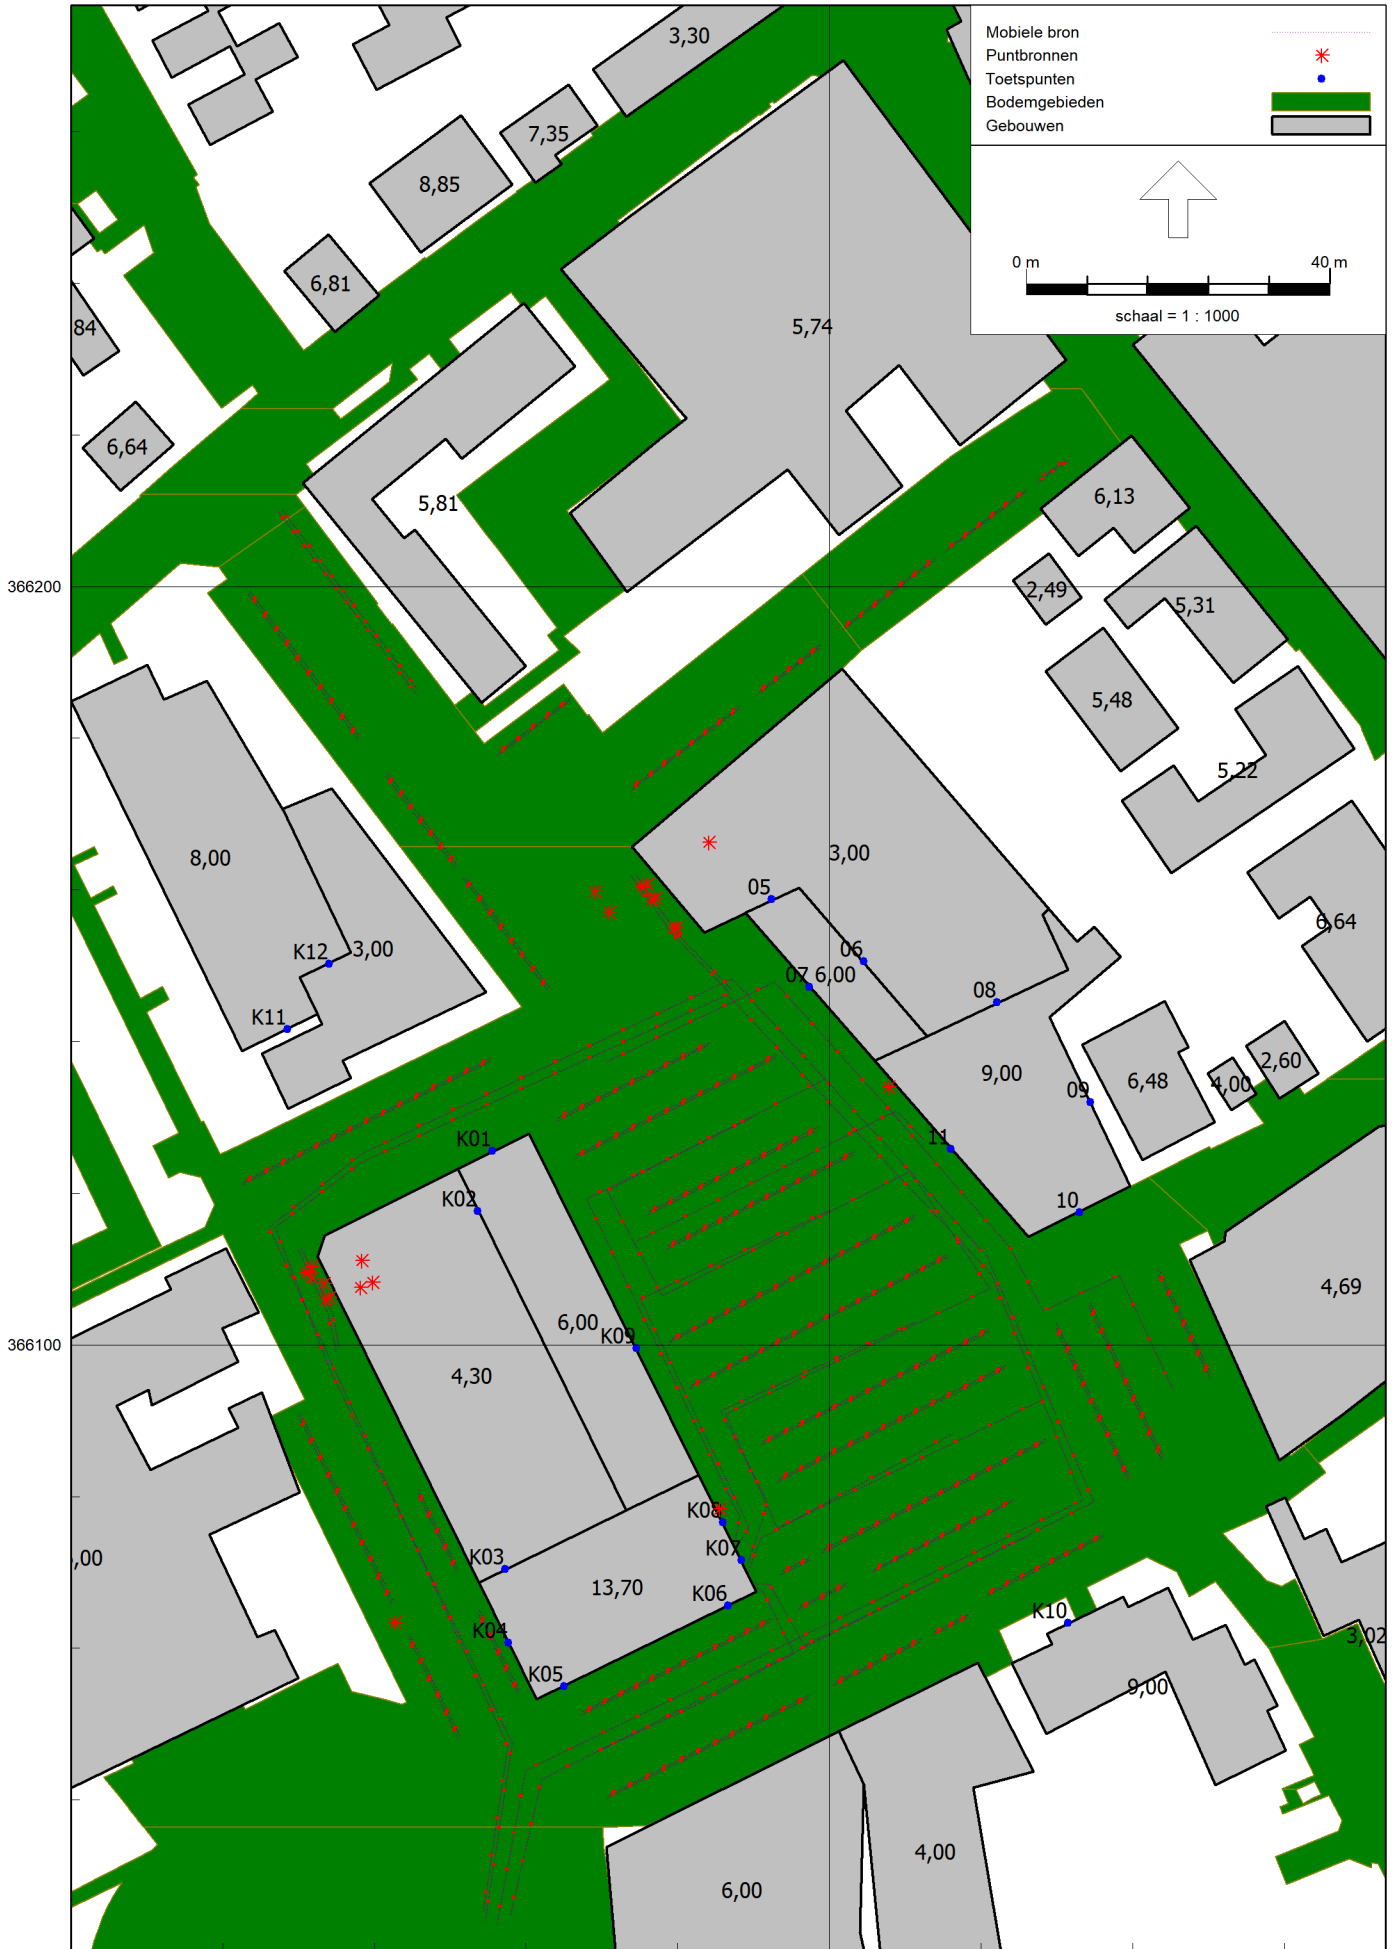 3,30
Mobiele bron
Puntbronnen
Toetspunten
Bodemgebieden
Gebouwen
7,35
8,85
0 m
40 m
schaal = 1 : 1000
6,81
84
5,74
6,64
5,81
6,13
366200
2,49
5,31
5,48
5,22
8,00
3,00
05
6,64
K12
3,00
06
07
6,00
08
K11
9,00
2,60
4,00
6,48
09
K01
11
K02
10
4,69
6,00
K09
366100
4,30
K08
K07
,00
K03
13,70
K06
K10
K04
3,02
K05
9,00
4,00
6,00